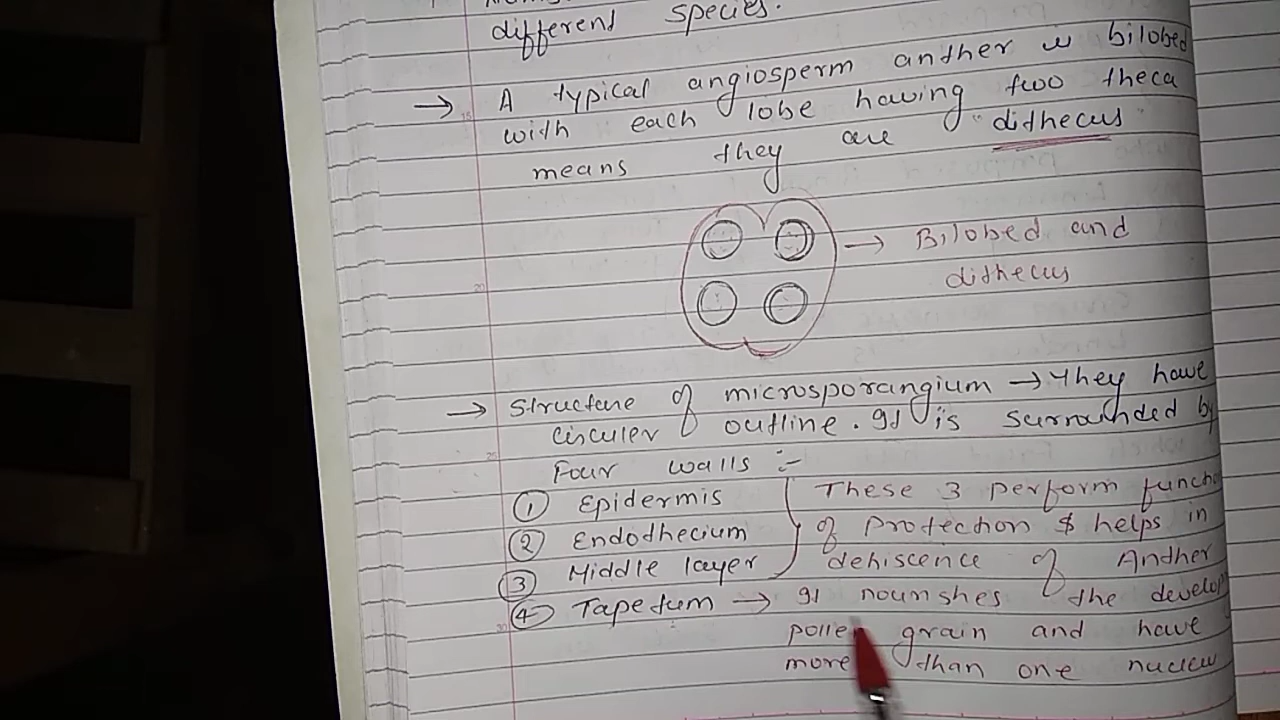 different species.
→ A typical angiosperm anther is bilobed
with each lobe having two theca
means they are "dithecus
→ Bilobed and
dithecus
→ Structure of microsporangium → They have
circuler outline. It is surrounded by
Four walls :-
① Epidermis
② Endothecium
③ Middle layer
These 3 perform functio
of protection & helps in
dehiscence of Anther
④ Tapetum → It nourishes the develop
pollen grain and have
more than one nucleus